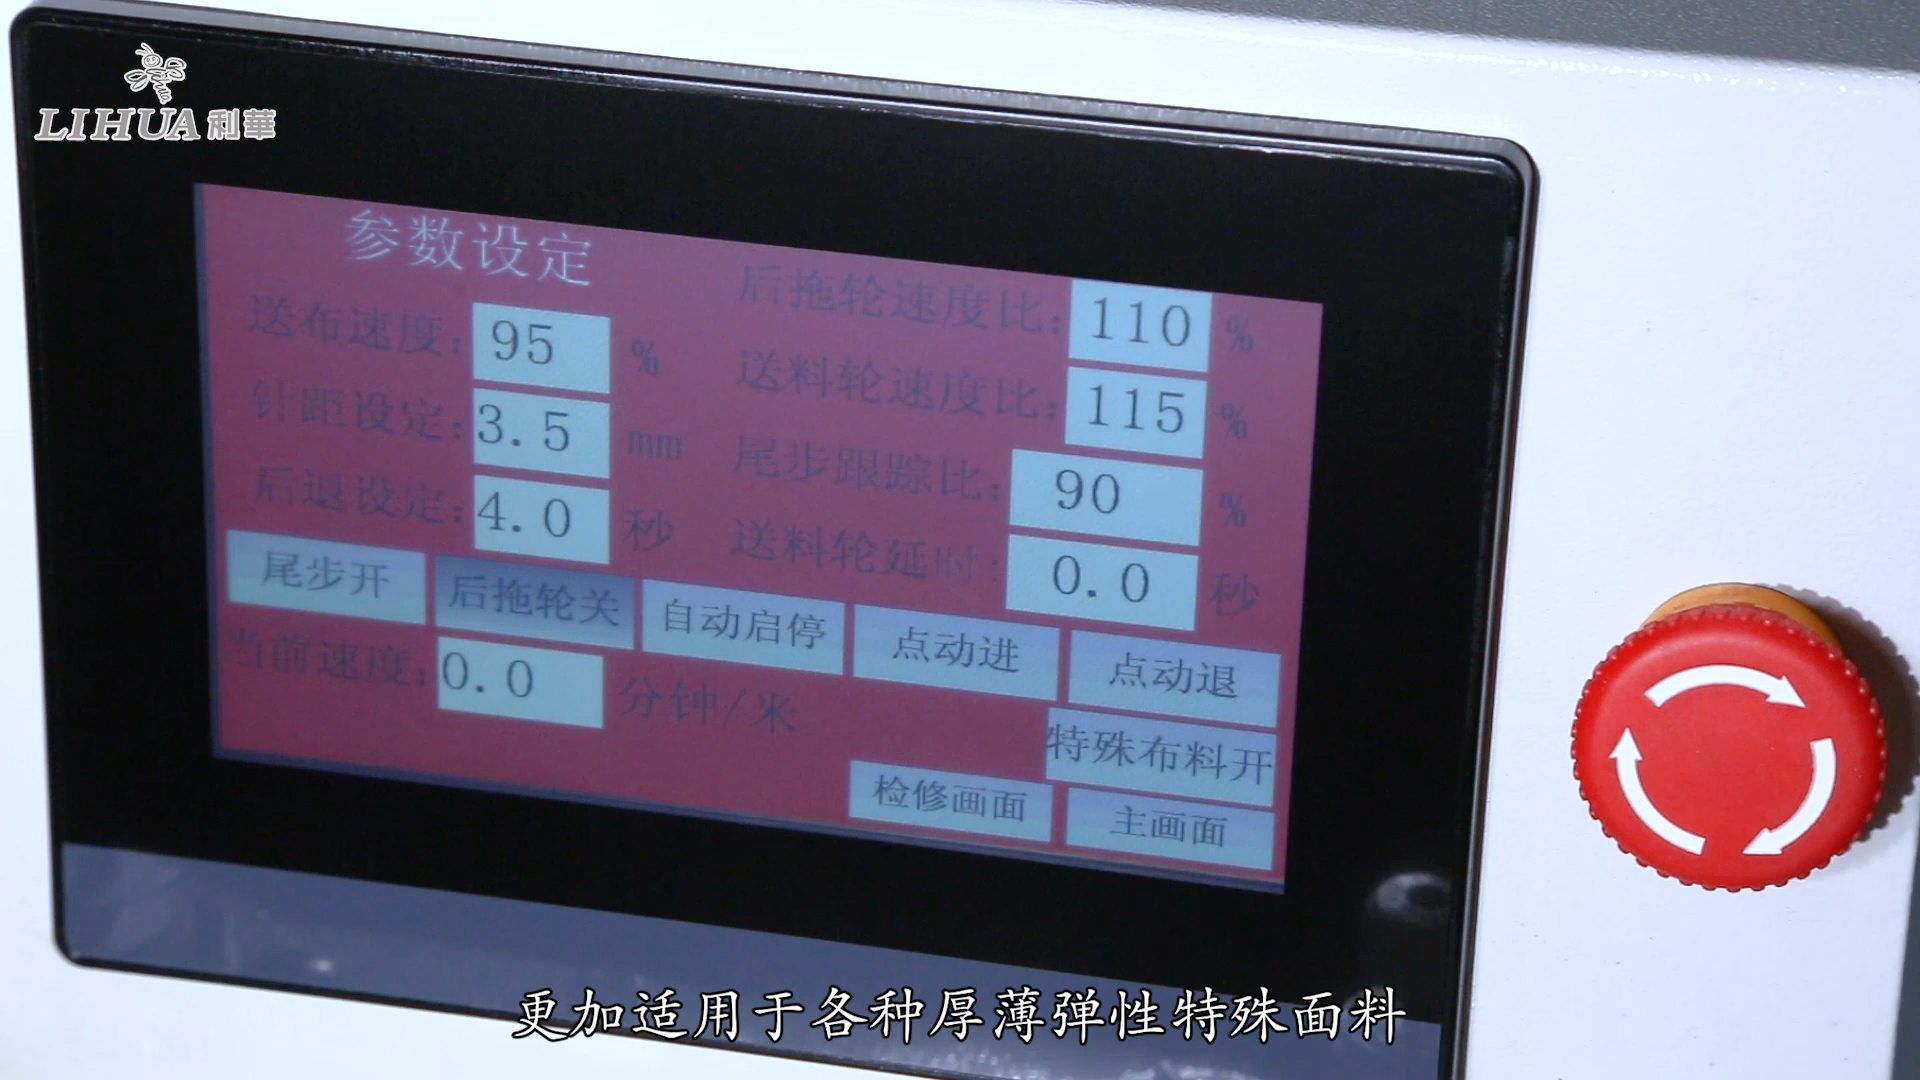 LIHUA 利華
参数设定
送布速度: 95 %
针距设定: 3.5 mm
后退设定: 4.0 秒
后拖轮速度比: 110 %
送料轮速度比: 115 %
尾步跟踪比: 90 %
送料轮延时: 0.0 秒
尾步开 后拖轮关 自动启停 点动进 点动退
当前速度: 0.0 分钟/米
特殊布料开
检修画面 主画面
更加适用于各种厚薄弹性特殊面料